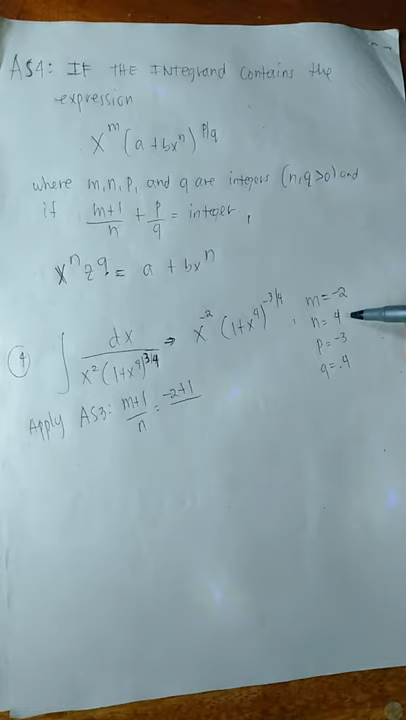 AS4: IF THE INtegrand Contains the
expression
x^m (a + bx^n)^p/q
where m, n, p, and q are integers (n, q > 0) and
if (m+1)/n + p/q = integer,
x^n z^q = a + bx^n
④ ∫ dx / x^2 (1+x^4)^3/4 → x^-2 (1+x^4)^-3/4,
m = -2
n = 4
p = -3
q = 4
Apply AS3: (m+1)/n = (-2+1)/